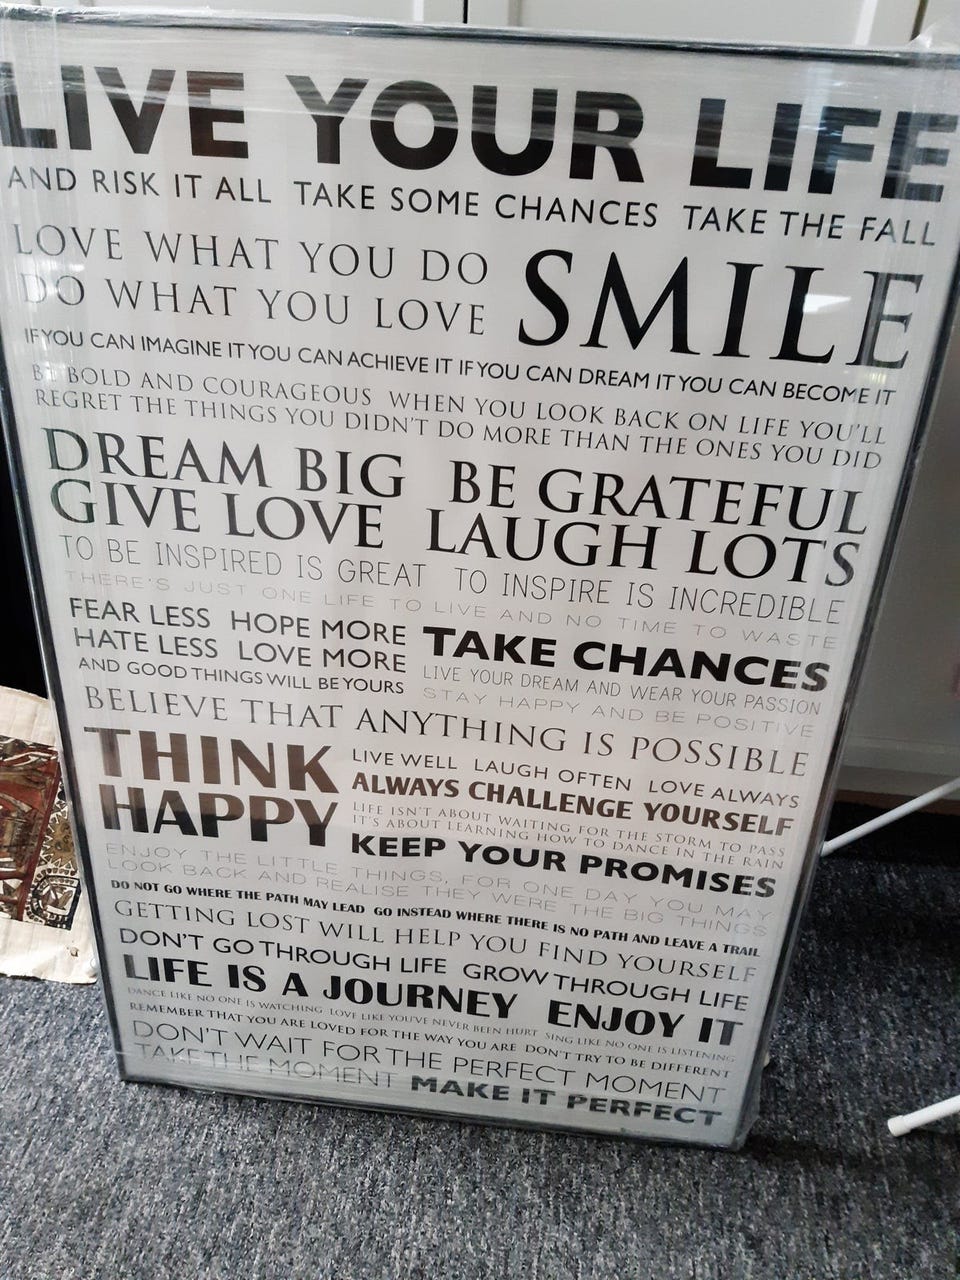 LIVE YOUR LIFE
AND RISK IT ALL TAKE SOME CHANCES TAKE THE FALL
LOVE WHAT YOU DO
DO WHAT YOU LOVE
SMILE
IF YOU CAN IMAGINE IT YOU CAN ACHIEVE IT IF YOU CAN DREAM IT YOU CAN BECOME IT
BE BOLD AND COURAGEOUS WHEN YOU LOOK BACK ON LIFE YOU'LL
REGRET THE THINGS YOU DIDN'T DO MORE THAN THE ONES YOU DID
DREAM BIG BE GRATEFUL
GIVE LOVE LAUGH LOTS
TO BE INSPIRED IS GREAT TO INSPIRE IS INCREDIBLE
THERE'S JUST ONE LIFE TO LIVE AND NO TIME TO WASTE
FEAR LESS HOPE MORE
HATE LESS LOVE MORE
AND GOOD THINGS WILL BE YOURS
TAKE CHANCES
LIVE YOUR DREAM AND WEAR YOUR PASSION
STAY HAPPY AND BE POSITIVE
BELIEVE THAT ANYTHING IS POSSIBLE
THINK
HAPPY
LIVE WELL LAUGH OFTEN LOVE ALWAYS
ALWAYS CHALLENGE YOURSELF
LIFE ISN'T ABOUT WAITING FOR THE STORM TO PASS
IT'S ABOUT LEARNING HOW TO DANCE IN THE RAIN
KEEP YOUR PROMISES
ENJOY THE LITTLE THINGS, FOR ONE DAY YOU MAY
LOOK BACK AND REALISE THEY WERE THE BIG THINGS
DO NOT GO WHERE THE PATH MAY LEAD GO INSTEAD WHERE THERE IS NO PATH AND LEAVE A TRAIL
GETTING LOST WILL HELP YOU FIND YOURSELF
DON'T GO THROUGH LIFE GROW THROUGH LIFE
LIFE IS A JOURNEY ENJOY IT
DANCE LIKE NO ONE IS WATCHING LOVE LIKE YOU'VE NEVER BEEN HURT SING LIKE NO ONE IS LISTENING
REMEMBER THAT YOU ARE LOVED FOR THE WAY YOU ARE DON'T TRY TO BE DIFFERENT
DON'T WAIT FOR THE PERFECT MOMENT
TAKE THE MOMENT MAKE IT PERFECT